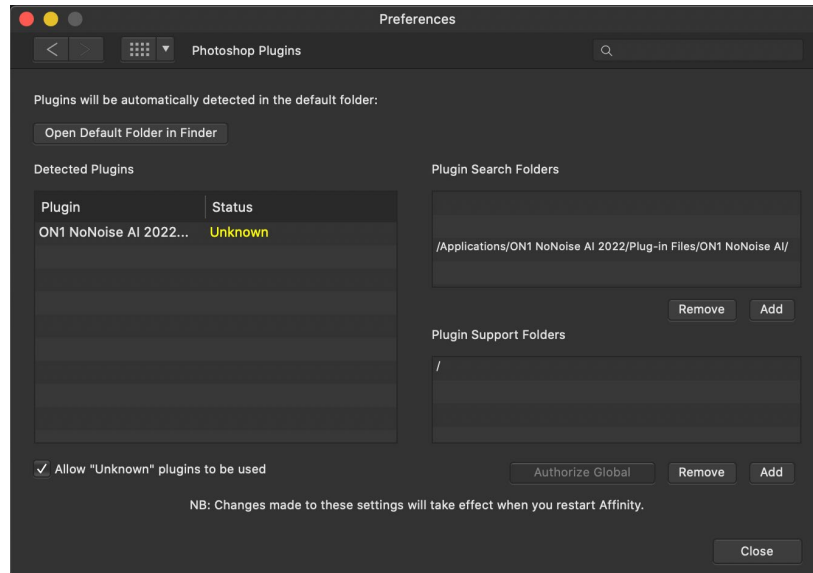 Preferences
Photoshop Plugins
Plugins will be automatically detected in the default folder:
Open Default Folder in Finder
Detected Plugins
Plugin Status
ON1 NoNoise AI 2022... Unknown
Allow "Unknown" plugins to be used
Plugin Search Folders
/Applications/ON1 NoNoise AI 2022/Plug-in Files/ON1 NoNoise AI/
Remove Add
Plugin Support Folders
/
Authorize Global Remove Add
NB: Changes made to these settings will take effect when you restart Affinity.
Close